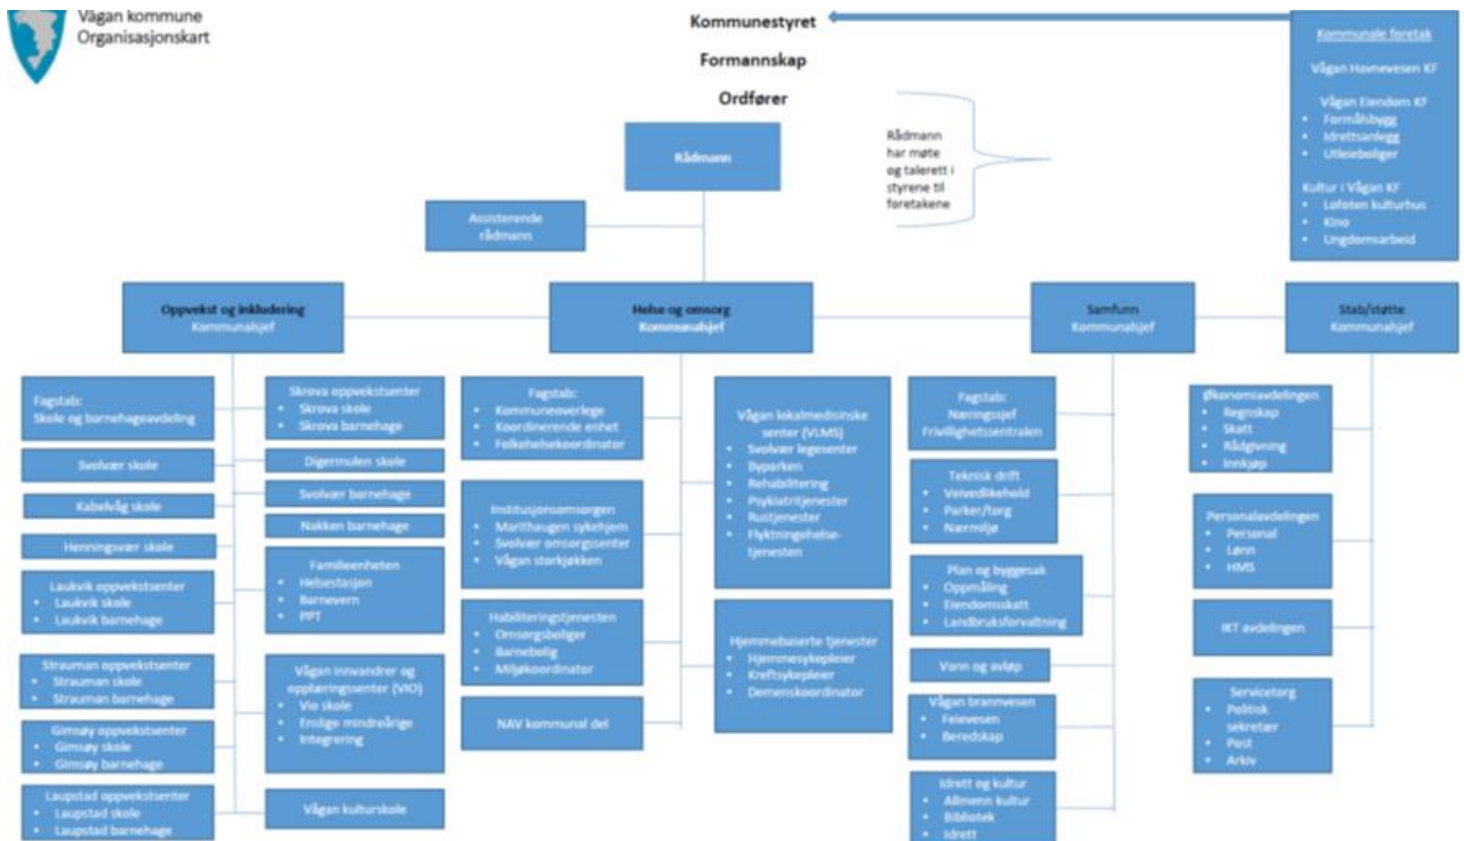 Vågan kommune
Organisasjonskart
Kommunestyret
Formannskap
Ordfører
Rådmann
Assisterende
rådmann
Rådmann
har møte
og talerett i
styrene til
foretakene
Kommunale foretak
Vågan Havnevesen KF
Vågan Eiendom KF
• Formålsbygg
• Idrettsanlegg
• Utleieboliger
Kultur i Vågan KF
• Lofoten kulturhus
• Kino
• Ungdomsarbeid
Oppvekst og inkludering
Kommunalsjef
Helse og omsorg
Kommunalsjef
Samfunn
Kommunalsjef
Stab/støtte
Kommunalsjef
Fagstab:
Skole og barnehageavdeling
Svolvær skole
Kabelvåg skole
Henningsvær skole
Laukvik oppvekstsenter
• Laukvik skole
• Laukvik barnehage
Strauman oppvekstsenter
• Strauman skole
• Strauman barnehage
Gimsøy oppvekstsenter
• Gimsøy skole
• Gimsøy barnehage
Laupstad oppvekstsenter
• Laupstad skole
• Laupstad barnehage
Skrova oppvekstsenter
• Skrova skole
• Skrova barnehage
Digermulen skole
Svolvær barnehage
Nakken barnehage
Familieenheten
• Helsestasjon
• Barnevern
• PPT
Vågan innvandrer og
opplæringssenter (VIO)
• Vio skole
• Enslige mindreårige
• Integrering
Vågan kulturskole
Fagstab:
• Kommuneoverlege
• Koordinerende enhet
• Folkehelsekoordinator
Institusjonsomsorgen
• Marithaugen sykehjem
• Svolvær omsorgssenter
• Vågan storkjøkken
Habiliteringstjenesten
• Omsorgsboliger
• Barnebolig
• Miljøkoordinator
NAV kommunal del
Vågan lokalmedsinske
senter (VLMS)
• Svolvær legesenter
• Byparken
• Rehabilitering
• Psykiatritjenester
• Rustjenester
• Flyktningehelse-
tjenesten
Hjemmebaserte tjenester
• Hjemmesykepleier
• Kreftsykepleier
• Demenskoordinator
Fagstab:
Næringssjef
Frivillighetssentralen
Teknisk drift
• Veivedlikehold
• Parker/torg
• Nærmiljø
Plan og byggesak
• Oppmåling
• Eiendomsskatt
• Landbruksforvaltning
Vann og avløp
Vågan brannvesen
• Feievesen
• Beredskap
Idrett og kultur
• Allmenn kultur
• Bibliotek
• Idrett
Økonomiavdelingen
• Regnskap
• Skatt
• Rådgivning
• Innkjøp
Personalavdelingen
• Personal
• Lønn
• HMS
IKT avdelingen
Servicetorg
• Politisk
sekretær
• Post
• Arkiv